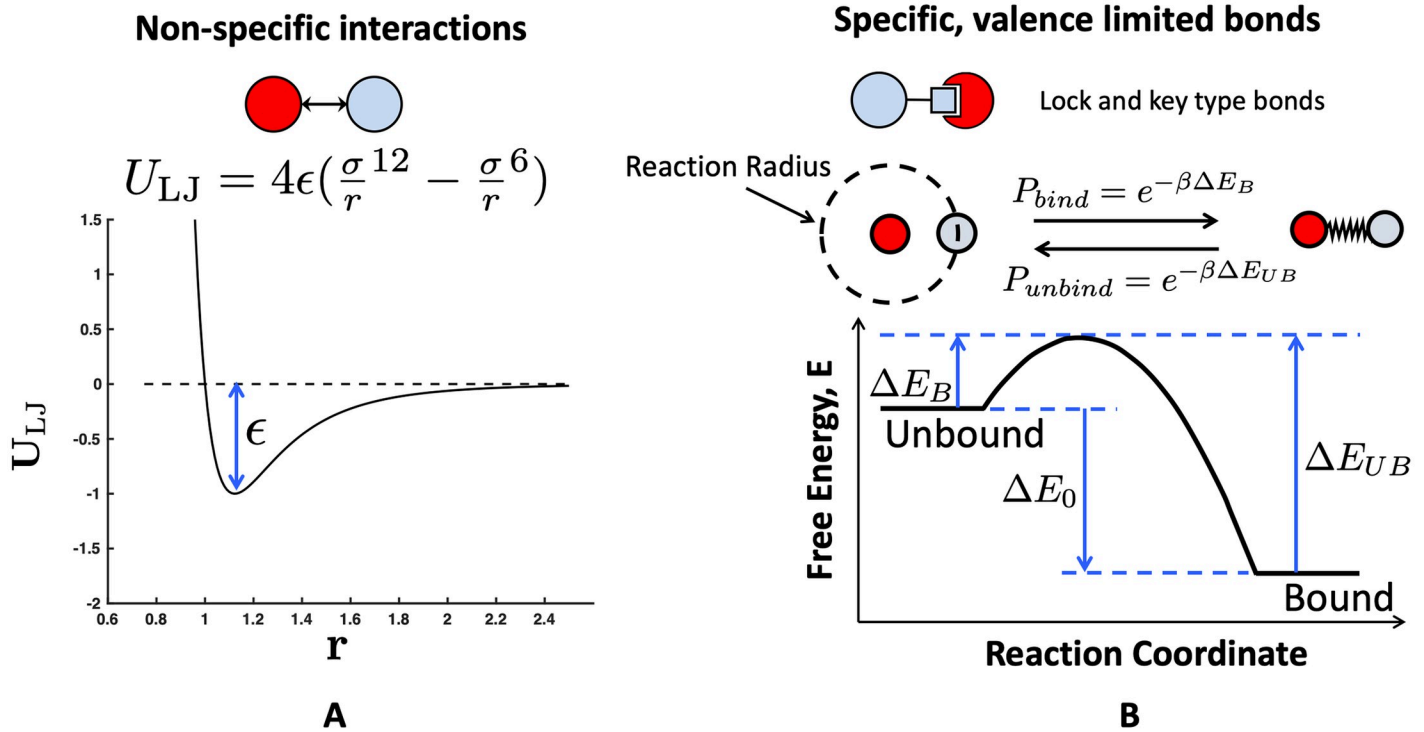 Non-specific interactions
U_LJ = 4ϵ(σ/r ^12 − σ/r ^6)
1.5
1
0.5
0
-0.5
-1
-1.5
-2
U_LJ
ϵ
0.6 0.8 1 1.2 1.4 1.6 1.8 2 2.2 2.4
r
A
Specific, valence limited bonds
Lock and key type bonds
Reaction Radius
P_bind = e^{−βΔE_B}
P_unbind = e^{−βΔE_UB}
I
Free Energy, E
ΔE_B
Unbound
ΔE_0
ΔE_UB
Bound
Reaction Coordinate
B